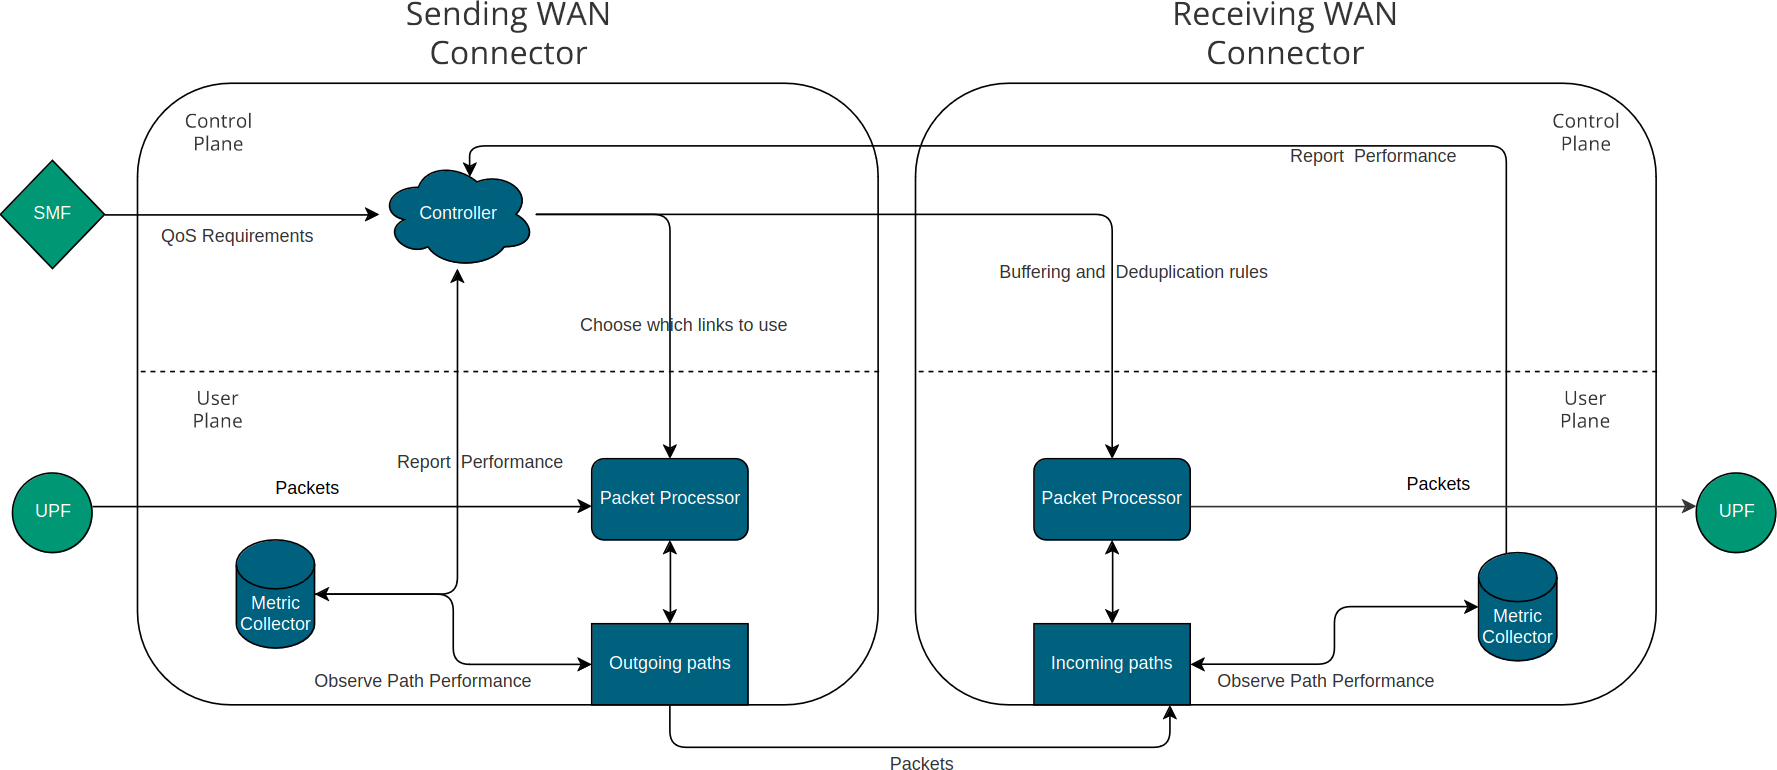 Sending WAN
Connector
Receiving WAN
Connector
Control
Plane
Control
Plane
Report Performance
SMF
Controller
QoS Requirements
Buffering and Deduplication rules
Choose which links to use
User
Plane
User
Plane
Report Performance
Packets
Packets
UPF
Packet Processor
Packet Processor
UPF
Metric
Collector
Metric
Collector
Outgoing paths
Incoming paths
Observe Path Performance
Observe Path Performance
Packets